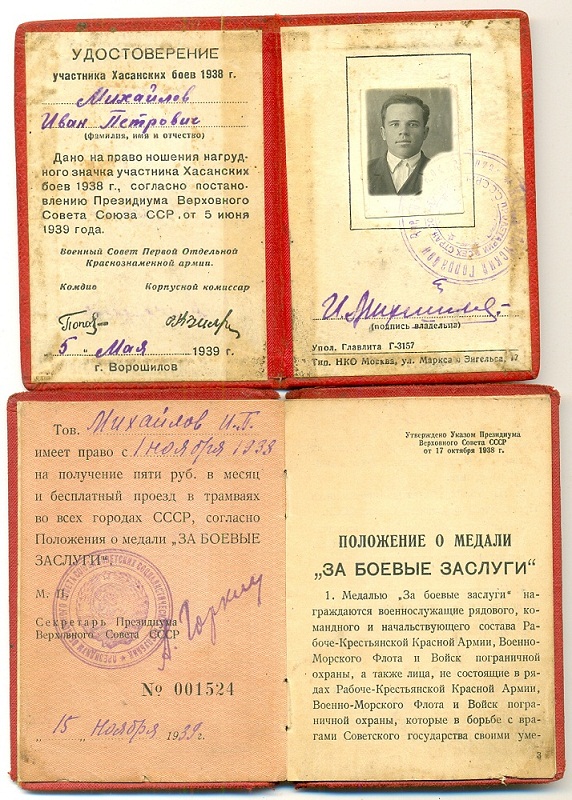 УДОСТОВЕРЕНИЕ
участника Хасанских боев 1938 г.
Михайлов
Иван Петрович
(фамилия, имя и отчество)
Дано на право ношения нагруд-
ного значка участника Хасанских
боев 1938 г., согласно поста-
новлению Президиума Верховного
Совета Союза ССР, от 5 июня
1939 года.
Военный Совет Первой Отдельной
Краснознаменной армии.
Комдив Корпусной комиссар
5 Мая 1939 г.
г. Ворошилов
(подпись владельца)
Упол. Главлита Г-3157
Тип. НКО Москва, ул. Маркса и Энгельса, 17
Тов. Михайлов И.П.
имеет право с 1 ноября 1938
на получение пяти руб. в месяц
и бесплатный проезд в трамваях
во всех городах СССР, согласно
Положения о медали „ЗА БОЕВЫЕ
ЗАСЛУГИ“
М. П.
Секретарь Президиума
Верховного Совета СССР
А. Горкин
№ 001524
„15„ ноября 1939г.
Утверждено Указом Президиума
Верховного Совета СССР
от 17 октября 1938 г.
ПОЛОЖЕНИЕ О МЕДАЛИ
„ЗА БОЕВЫЕ ЗАСЛУГИ“
1. Медалью „За боевые заслуги“ на-
граждаются военнослужащие рядового, ко-
мандного и начальствующего состава Ра-
боче-Крестьянской Красной Армии, Военно-
Морского Флота и Войск пограничной
охраны, а также лица, не состоящие в ря-
дах Рабоче-Крестьянской Красной Армии,
Военно-Морского Флота и Войск погра-
ничной охраны, которые в борьбе с вра-
гами Советского государства своими уме-
3